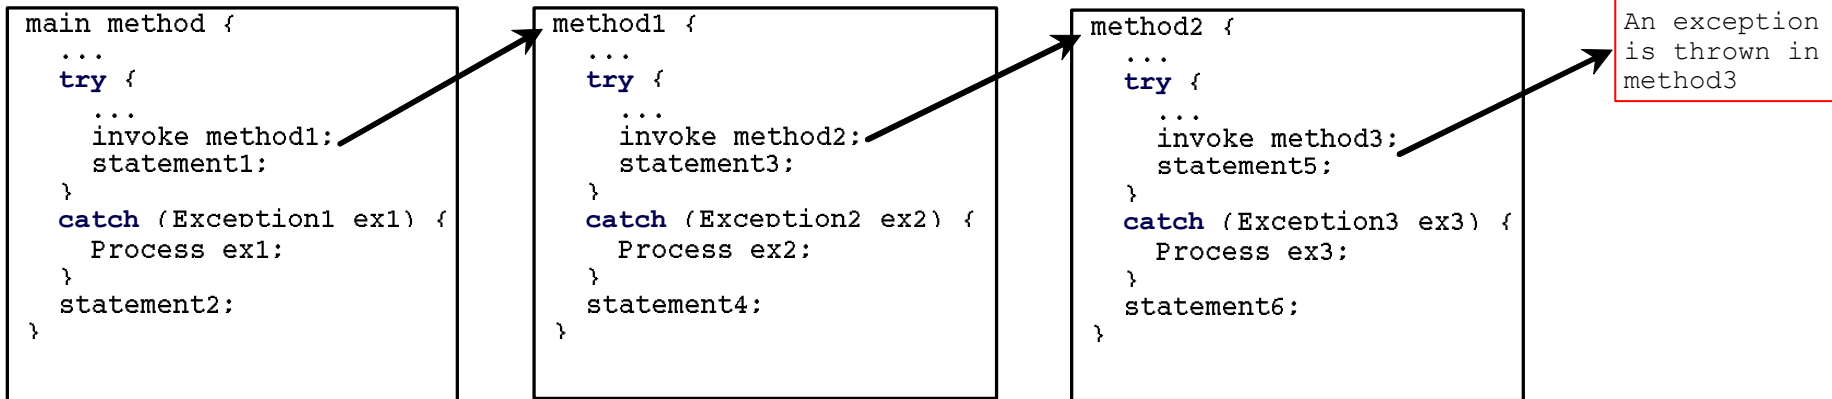 main method {
...
try {
...
invoke method1;
statement1;
}
catch (Exception1 ex1) {
Process ex1;
}
statement2;
}
method1 {
...
try {
...
invoke method2;
statement3;
}
catch (Exception2 ex2) {
Process ex2;
}
statement4;
}
method2 {
...
try {
...
invoke method3;
statement5;
}
catch (Exception3 ex3) {
Process ex3;
}
statement6;
}
An exception
is thrown in
method3